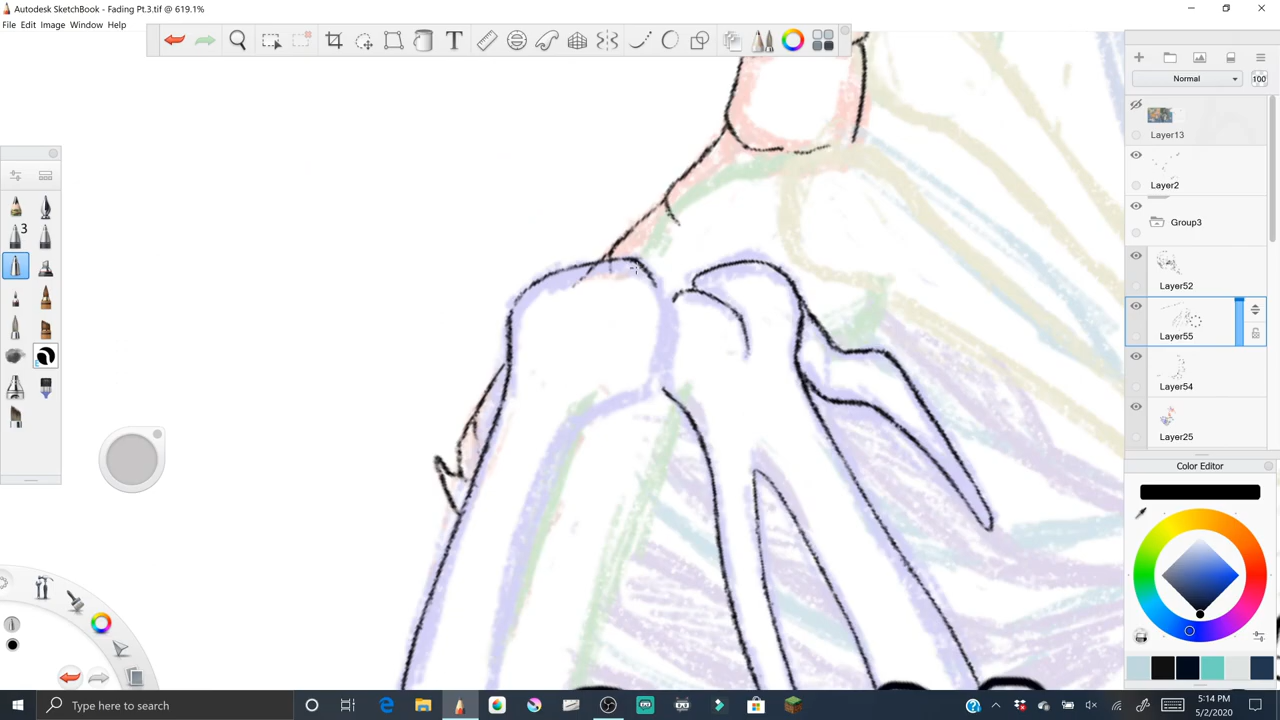 Autodesk SketchBook - Fading Pt.3.tif @ 619.1%
File Edit Image Window Help
T
Normal
100
Layer13
Layer2
Group3
Layer52
Layer55
Layer54
Layer25
3
Color Editor
Type here to search
5:14 PM
5/2/2020